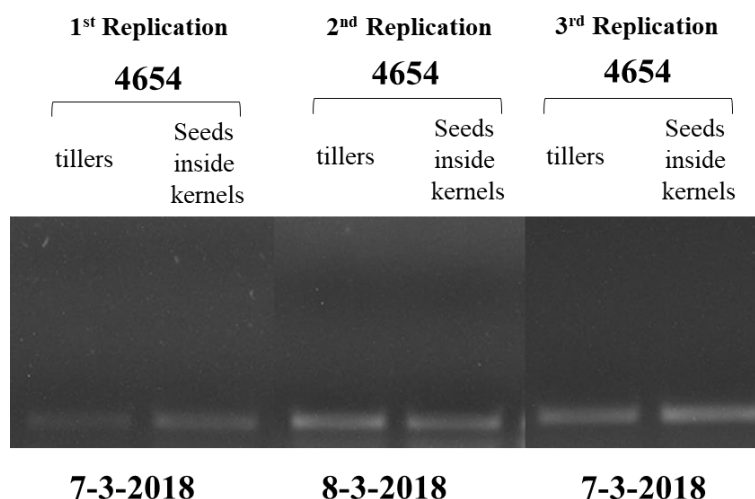 1st Replication 2nd Replication 3rd Replication
4654 4654 4654
tillers Seeds inside kernels tillers Seeds inside kernels tillers Seeds inside kernels
7-3-2018 8-3-2018 7-3-2018